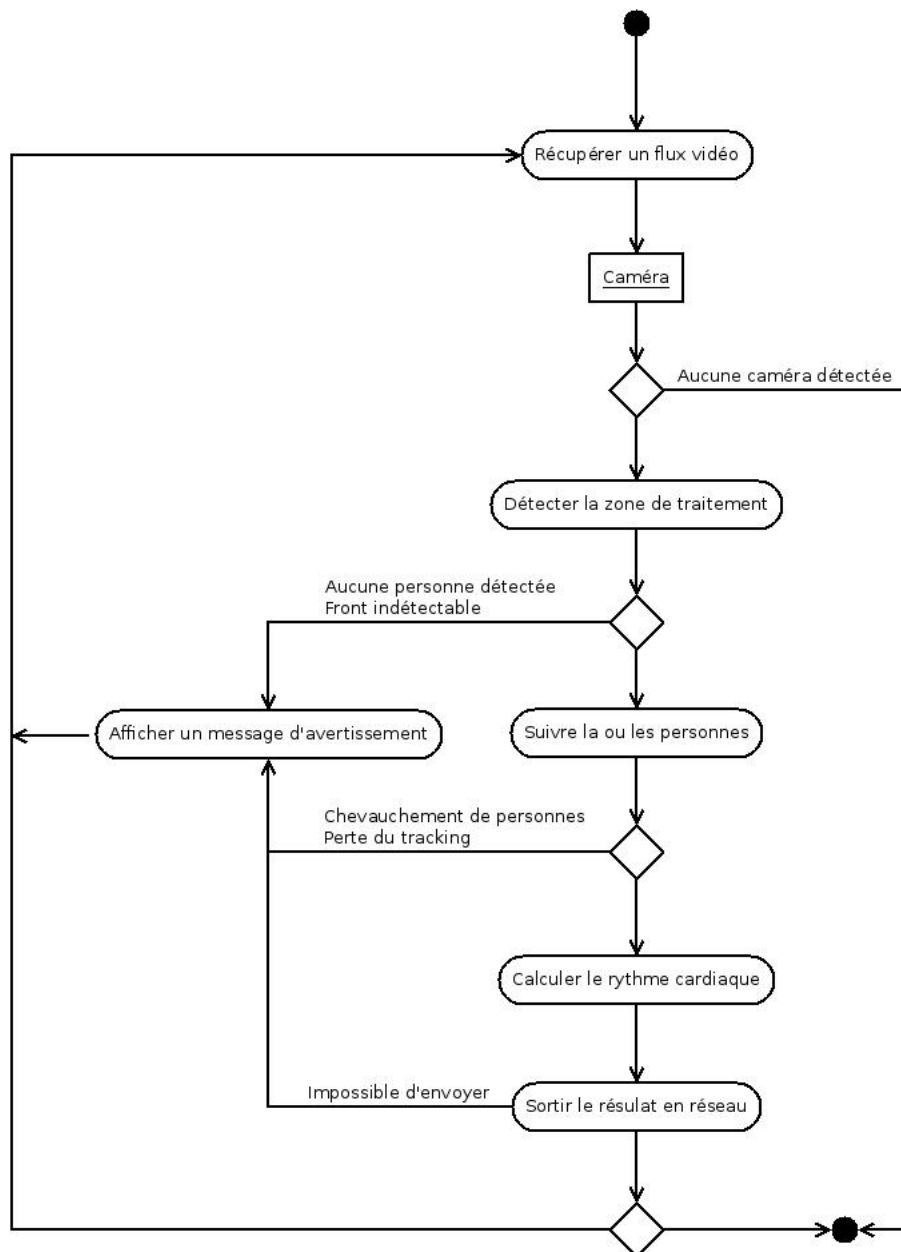 Récupérer un flux vidéo
Caméra
Aucune caméra détectée
Détecter la zone de traitement
Aucune personne détectée
Front indétectable
Afficher un message d'avertissement
Suivre la ou les personnes
Chevauchement de personnes
Perte du tracking
Calculer le rythme cardiaque
Impossible d'envoyer
Sortir le résulat en réseau